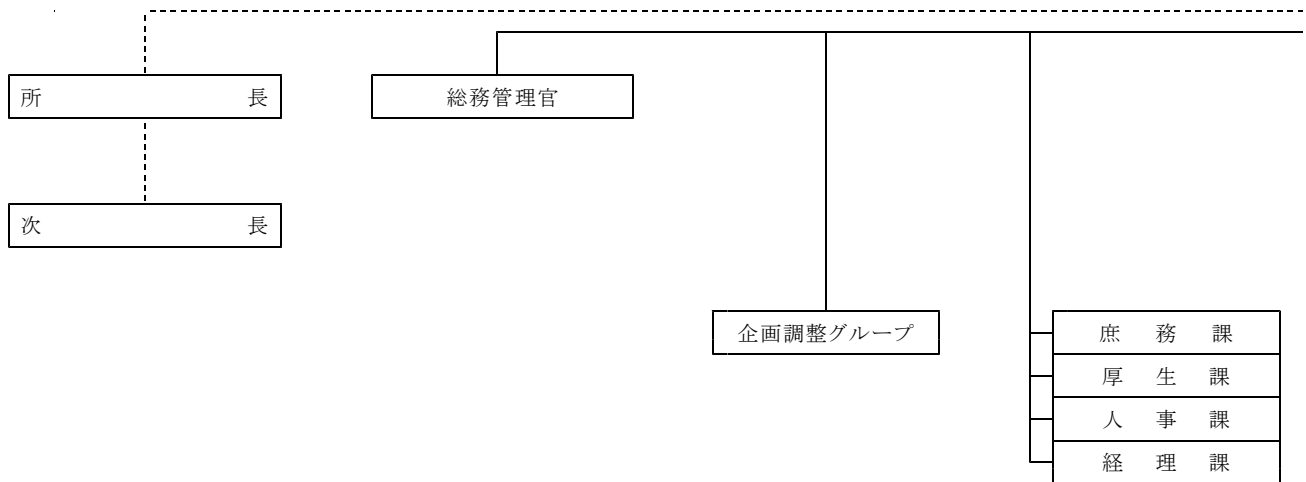 所長
総務管理官
次長
企画調整グループ
庶務課
厚生課
人事課
経理課